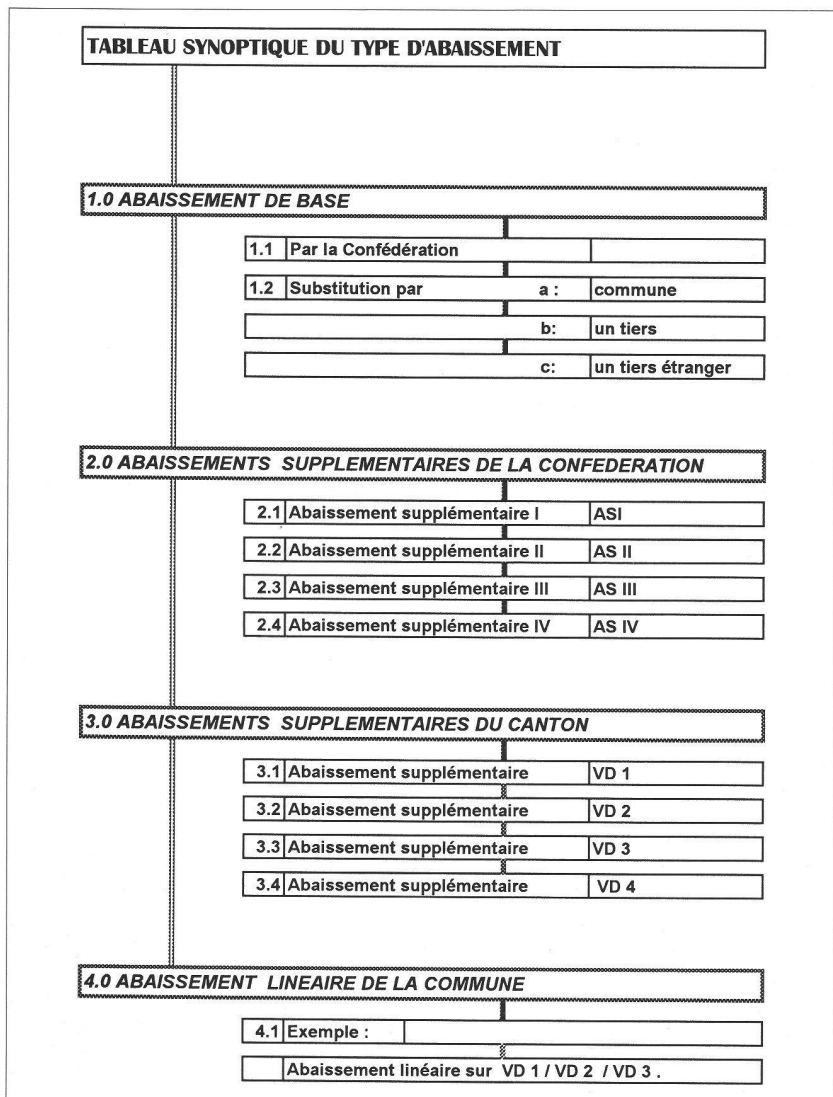 TABLEAU SYNOPTIQUE DU TYPE D'ABAISSEMENT
1.0 ABAISSEMENT DE BASE
1.1 Par la Confédération
1.2 Substitution par a : commune
b: un tiers
c: un tiers étranger
2.0 ABAISSEMENTS SUPPLEMENTAIRES DE LA CONFEDERATION
2.1 Abaissement supplémentaire I ASI
2.2 Abaissement supplémentaire II AS II
2.3 Abaissement supplémentaire III AS III
2.4 Abaissement supplémentaire IV AS IV
3.0 ABAISSEMENTS SUPPLEMENTAIRES DU CANTON
3.1 Abaissement supplémentaire VD 1
3.2 Abaissement supplémentaire VD 2
3.3 Abaissement supplémentaire VD 3
3.4 Abaissement supplémentaire VD 4
4.0 ABAISSEMENT LINEAIRE DE LA COMMUNE
4.1 Exemple :
Abaissement linéaire sur VD 1 / VD 2 / VD 3 .